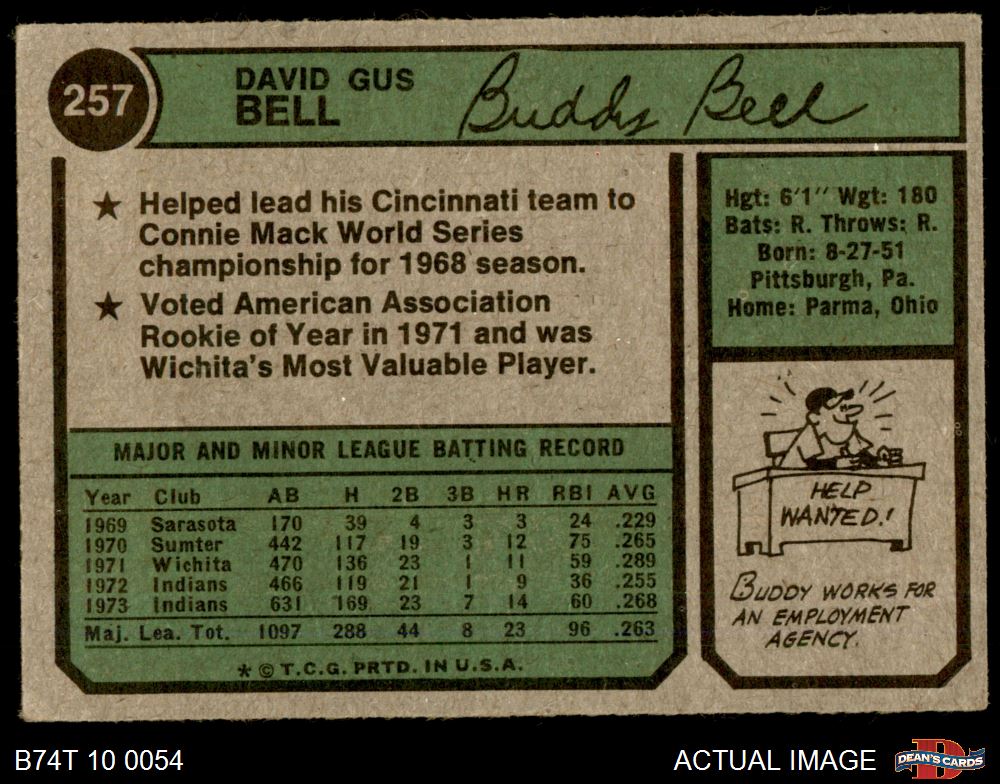 257
DAVID GUS
BELL
Buddy Bell
★ Helped lead his Cincinnati team to
Connie Mack World Series
championship for 1968 season.
★ Voted American Association
Rookie of Year in 1971 and was
Wichita's Most Valuable Player.
Hgt: 6'1" Wgt: 180
Bats: R. Throws: R.
Born: 8-27-51
Pittsburgh, Pa.
Home: Parma, Ohio
MAJOR AND MINOR LEAGUE BATTING RECORD
Year Club AB H 2B 3B HR RBI AVG
1969 Sarasota 170 39 4 3 3 24 .229
1970 Sumter 442 117 19 3 12 75 .265
1971 Wichita 470 136 23 1 11 59 .289
1972 Indians 466 119 21 1 9 36 .255
1973 Indians 631 169 23 7 14 60 .268
Maj. Lea. Tot. 1097 288 44 8 23 96 .263
* © T.C.G. PRTD. IN U.S.A.
HELP
WANTED!
BUDDY WORKS FOR
AN EMPLOYMENT
AGENCY.
B74T 10 0054
ACTUAL IMAGE
D
DEAN'S CARDS